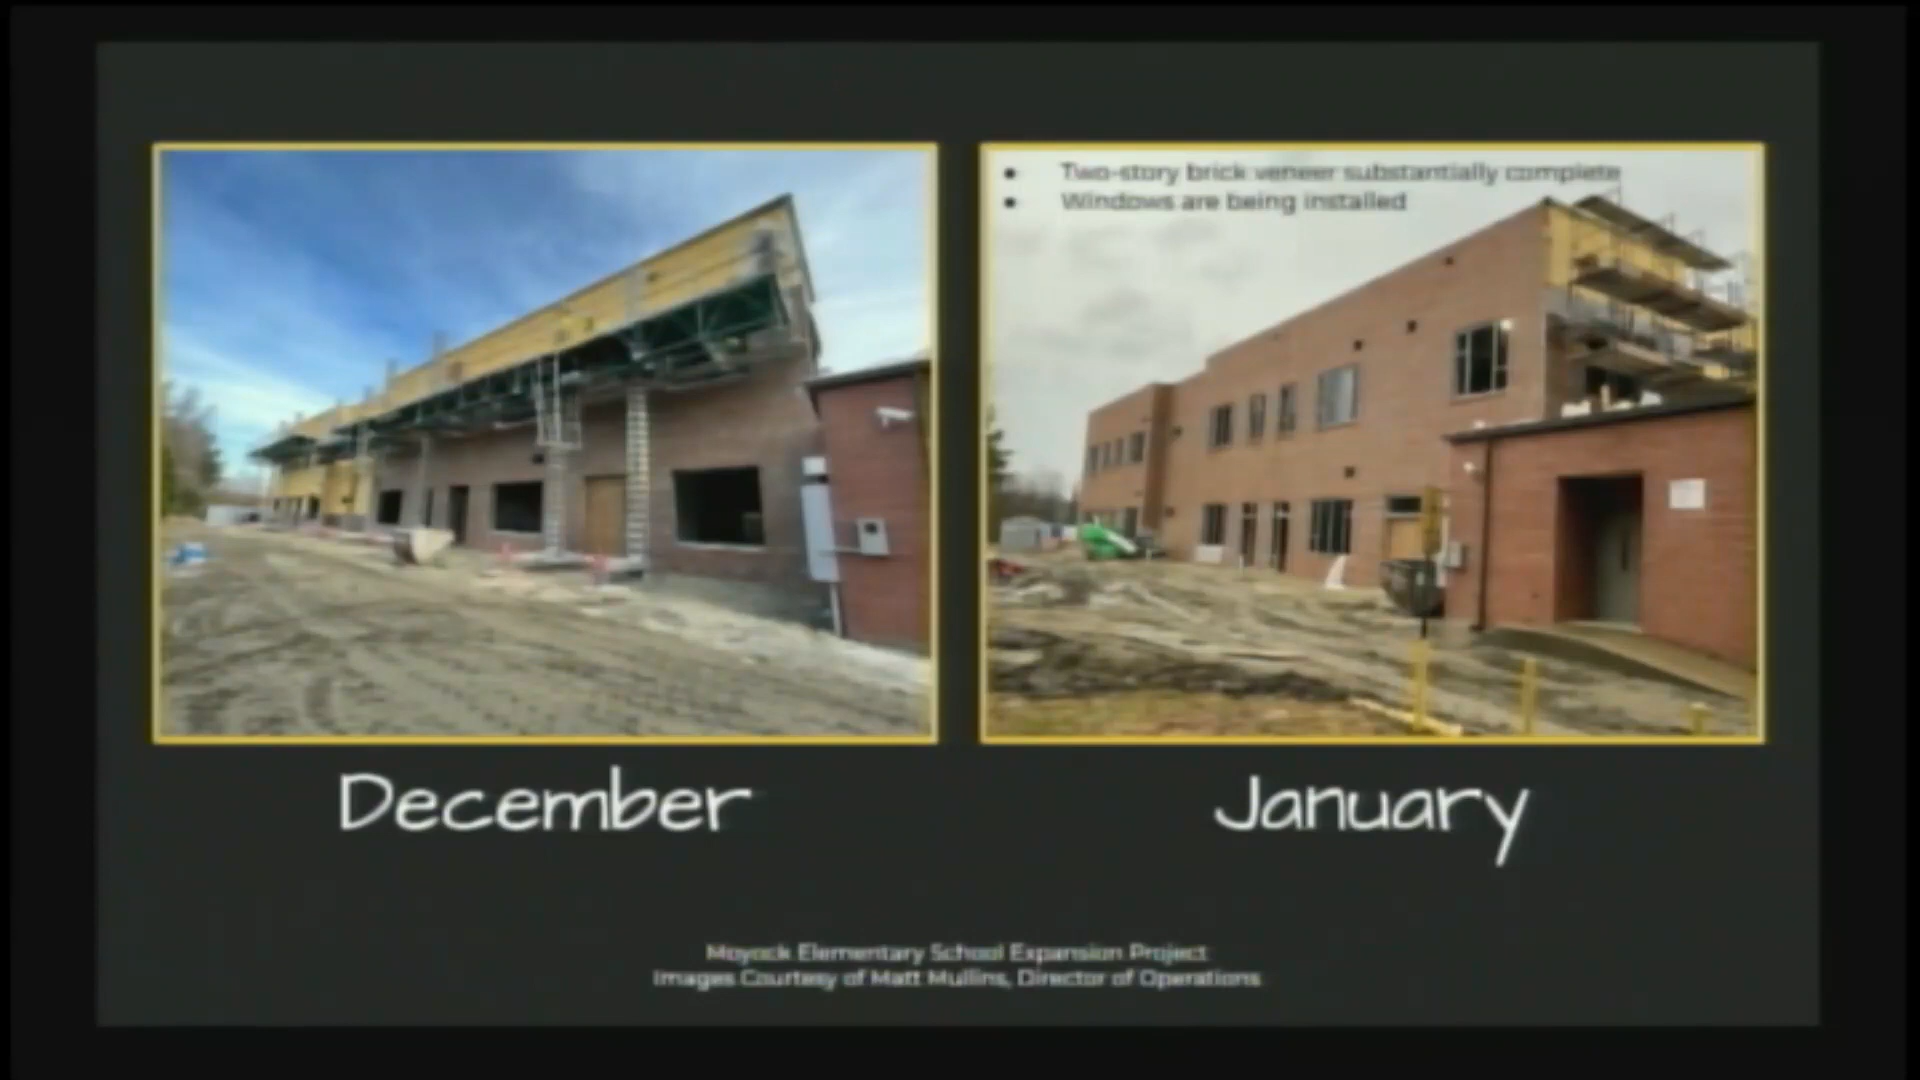 • Two-story brick veneer substantially complete
• Windows are being installed
December
January
Moyock Elementary School Expansion Project
Images Courtesy of Matt Mullins, Director of Operations